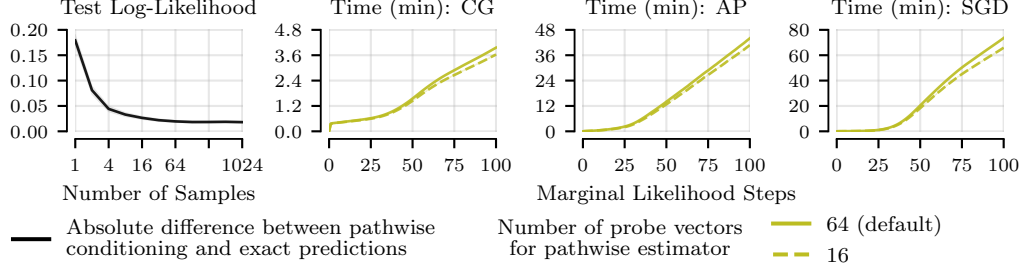 Test Log-Likelihood
0.20
0.15
0.10
0.05
0.00
1 4 16 64 1024
Number of Samples
Time (min): CG
4.8
3.6
2.4
1.2
0.0
0 25 50 75 100
Time (min): AP
48
36
24
12
0
0 25 50 75 100
Time (min): SGD
80
60
40
20
0
0 25 50 75 100
Marginal Likelihood Steps
Absolute difference between pathwise
conditioning and exact predictions
Number of probe vectors
for pathwise estimator
64 (default)
16